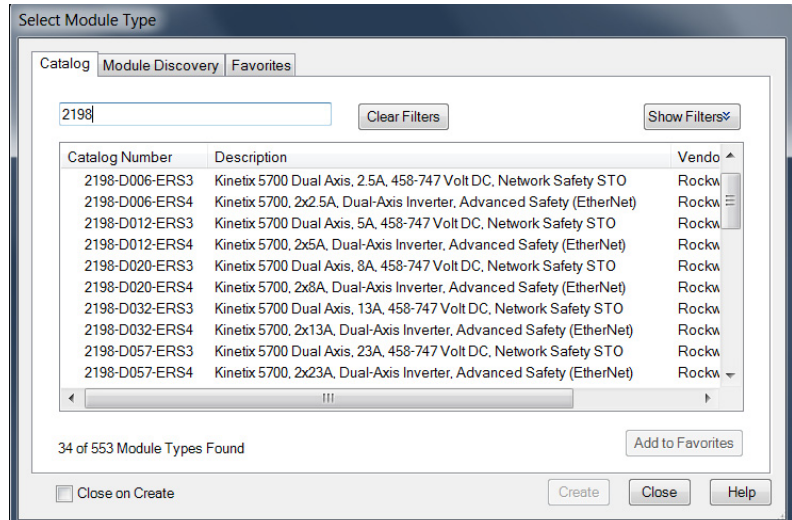 Select Module Type
Catalog Module Discovery Favorites
2198
Clear Filters
Show Filters
Catalog Number Description Vendo
2198-D006-ERS3 Kinetix 5700 Dual Axis, 2.5A, 458-747 Volt DC, Network Safety STO Rockw
2198-D006-ERS4 Kinetix 5700, 2x2.5A, Dual-Axis Inverter, Advanced Safety (EtherNet) Rockw
2198-D012-ERS3 Kinetix 5700 Dual Axis, 5A, 458-747 Volt DC, Network Safety STO Rockw
2198-D012-ERS4 Kinetix 5700, 2x5A, Dual-Axis Inverter, Advanced Safety (EtherNet) Rockw
2198-D020-ERS3 Kinetix 5700 Dual Axis, 8A, 458-747 Volt DC, Network Safety STO Rockw
2198-D020-ERS4 Kinetix 5700, 2x8A, Dual-Axis Inverter, Advanced Safety (EtherNet) Rockw
2198-D032-ERS3 Kinetix 5700 Dual Axis, 13A, 458-747 Volt DC, Network Safety STO Rockw
2198-D032-ERS4 Kinetix 5700, 2x13A, Dual-Axis Inverter, Advanced Safety (EtherNet) Rockw
2198-D057-ERS3 Kinetix 5700 Dual Axis, 23A, 458-747 Volt DC, Network Safety STO Rockw
2198-D057-ERS4 Kinetix 5700, 2x23A, Dual-Axis Inverter, Advanced Safety (EtherNet) Rockw
34 of 553 Module Types Found
Add to Favorites
Close on Create
Create Close Help